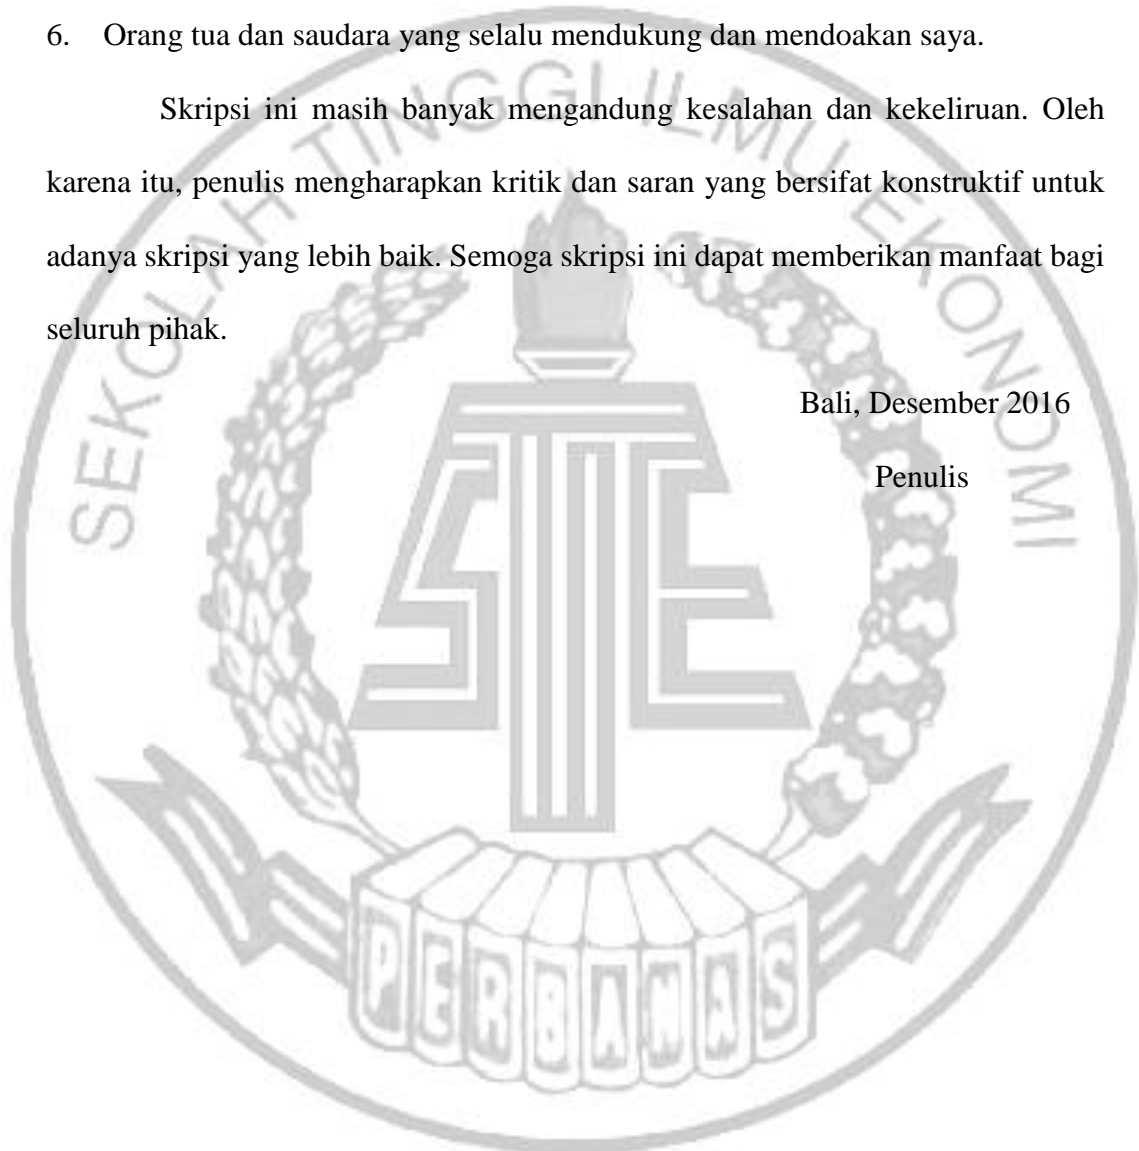 6. Orang tua dan saudara yang selalu mendukung dan mendoakan saya.
Skripsi ini masih banyak mengandung kesalahan dan kekeliruan. Oleh
karena itu, penulis mengharapkan kritik dan saran yang bersifat konstruktif untuk
adanya skripsi yang lebih baik. Semoga skripsi ini dapat memberikan manfaat bagi
seluruh pihak.
Bali, Desember 2016
Penulis
SEKOLAH TINGGI ILMU EKONOMI
STIE
PERBANAS